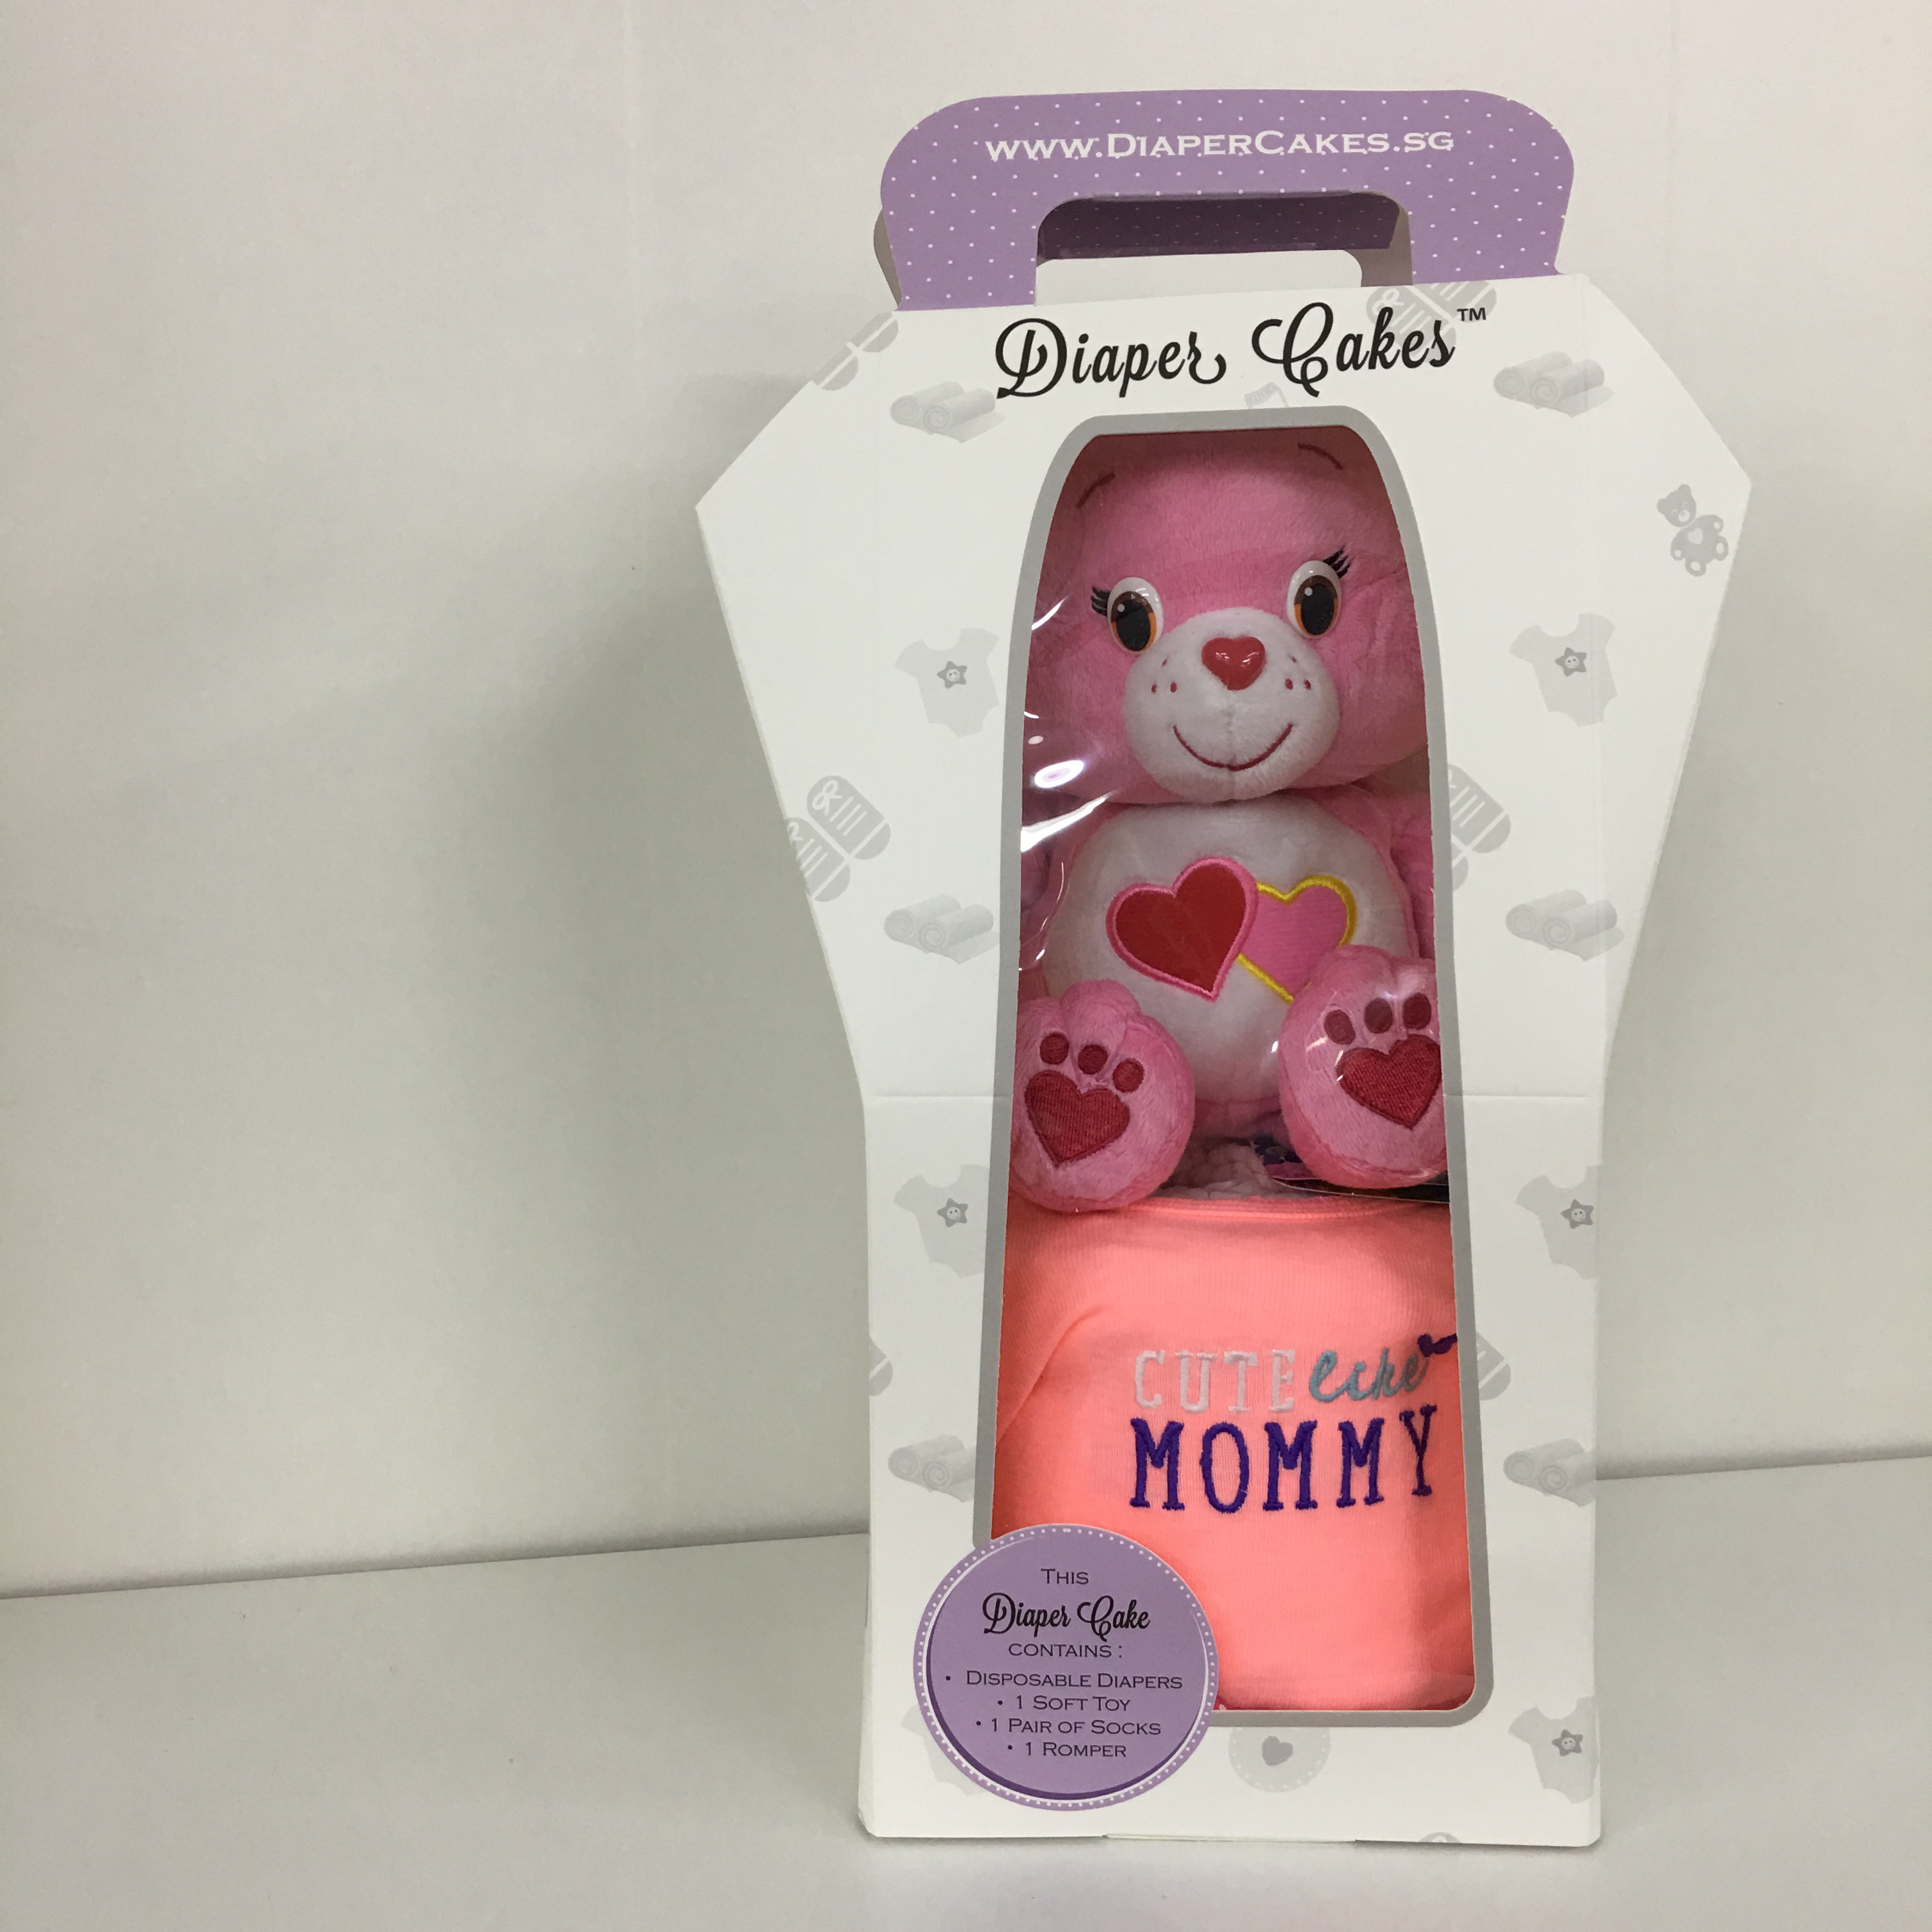 www.DiaperCakes.sg
Diaper Cakes™
CUTE like
MOMMY
This
Diaper Cake
contains :
• Disposable Diapers
• 1 Soft Toy
• 1 Pair of Socks
• 1 Romper